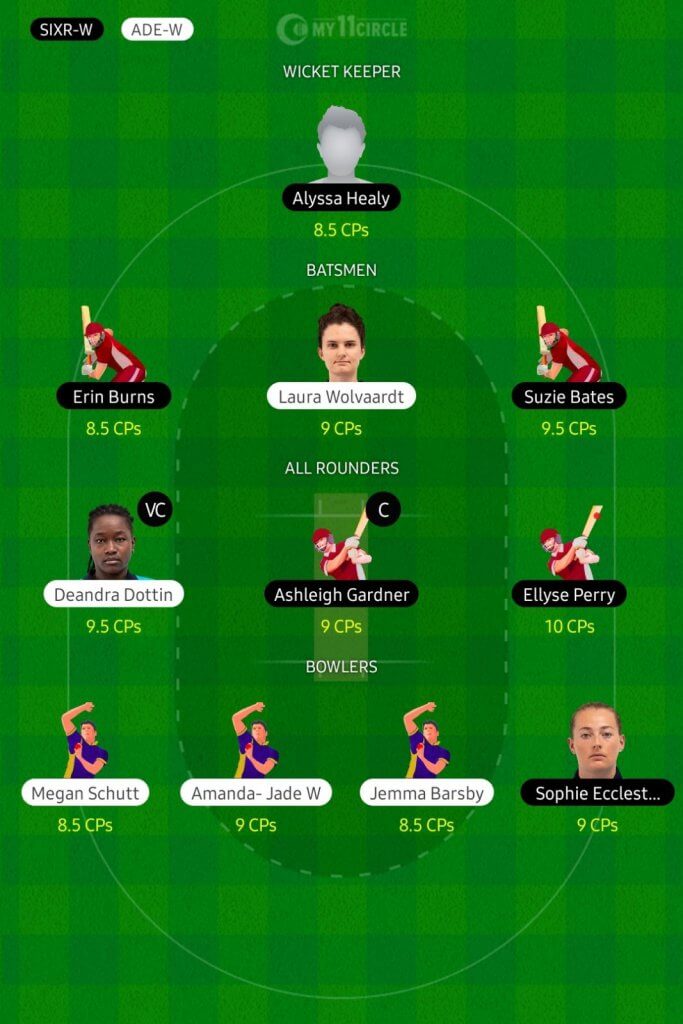 SIXR-W ADE-W MY11CIRCLE
WICKET KEEPER
Alyssa Healy
8.5 CPs
BATSMEN
Erin Burns Laura Wolvaardt Suzie Bates
8.5 CPs 9 CPs 9.5 CPs
ALL ROUNDERS
VC C
Deandra Dottin Ashleigh Gardner Ellyse Perry
9.5 CPs 9 CPs 10 CPs
BOWLERS
Megan Schutt Amanda- Jade W Jemma Barsby Sophie Ecclest...
8.5 CPs 9 CPs 8.5 CPs 9 CPs